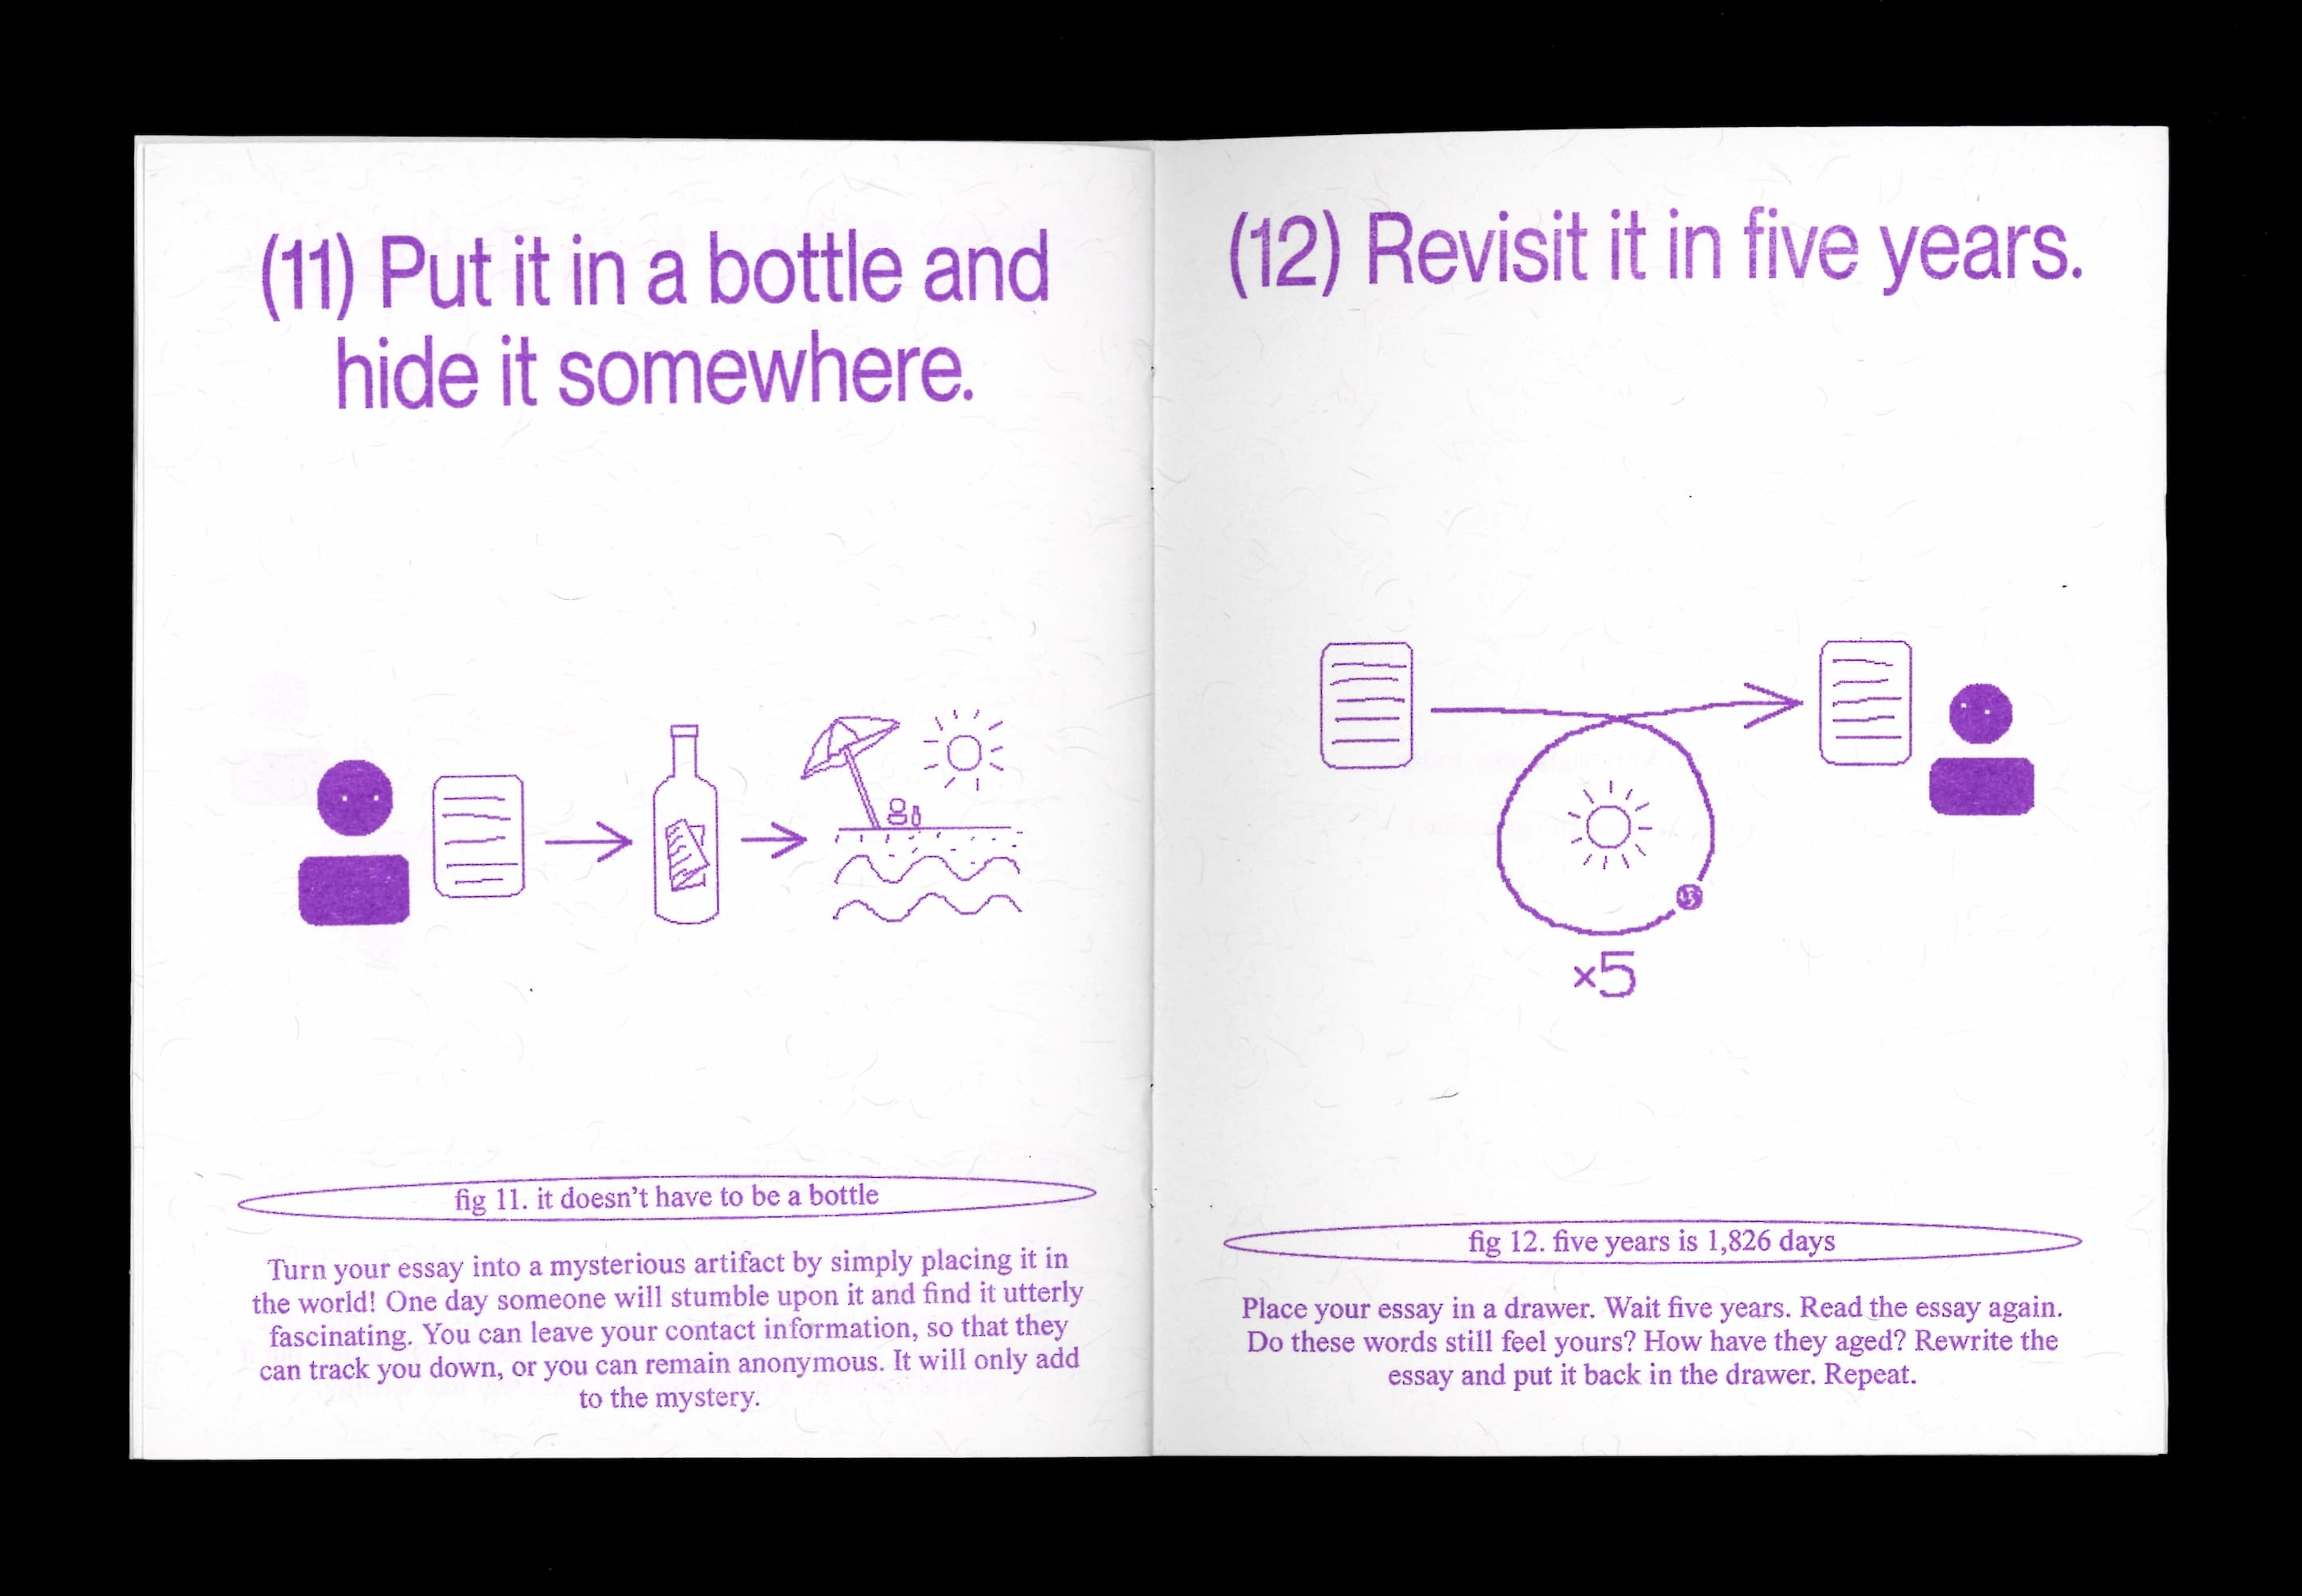 (11) Put it in a bottle and
hide it somewhere.
fig 11. it doesn't have to be a bottle
Turn your essay into a mysterious artifact by simply placing it in
the world! One day someone will stumble upon it and find it utterly
fascinating. You can leave your contact information, so that they
can track you down, or you can remain anonymous. It will only add
to the mystery.
(12) Revisit it in five years.
×5
fig 12. five years is 1,826 days
Place your essay in a drawer. Wait five years. Read the essay again.
Do these words still feel yours? How have they aged? Rewrite the
essay and put it back in the drawer. Repeat.